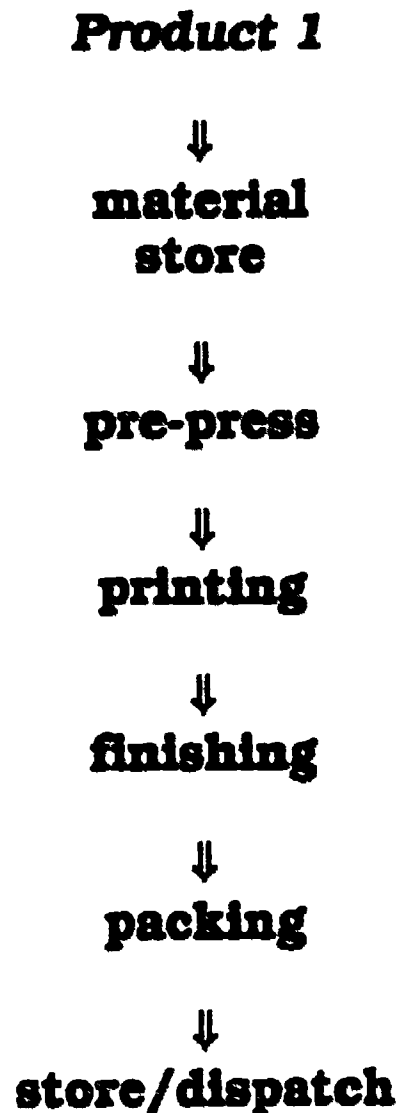 Product 1
⇓
material
store
⇓
pre-press
⇓
printing
⇓
finishing
⇓
packing
⇓
store/dispatch